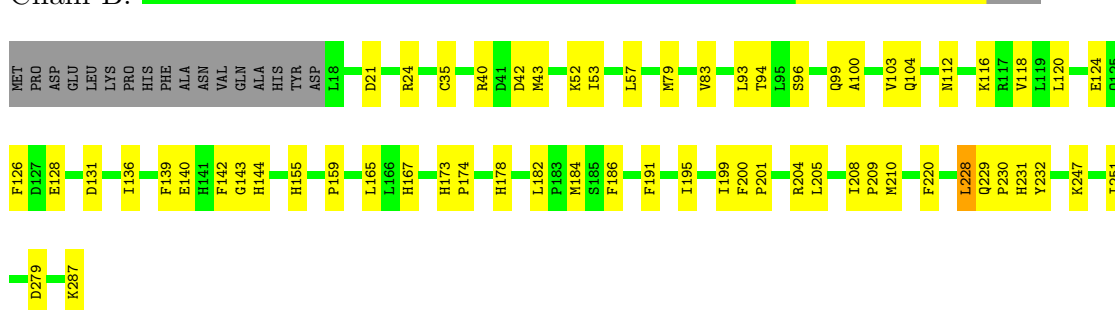 Chain B:
MET PRO ASP GLU LEU LYS PRO HIS PHE ALA ASN VAL GLN ALA HIS TYR ASP L18 D21 R24 C35 R40 D41 D42 M43 K52 I53 L57 M79 V83 L93 T94 L95 S96 Q99 A100 V103 Q104 N112 K116 R117 V118 L119 L120 E124
F126 D127 E128 D131 I136 F139 E140 H141 F142 G143 H144 H155 P159 L165 L166 H167 H173 P174 H178 L182 P183 M184 S185 F186 F191 I195 I199 F200 P201 R204 L205 I208 P209 M210 F220 L228 Q229 P230 H231 Y232 K247
D279 K287